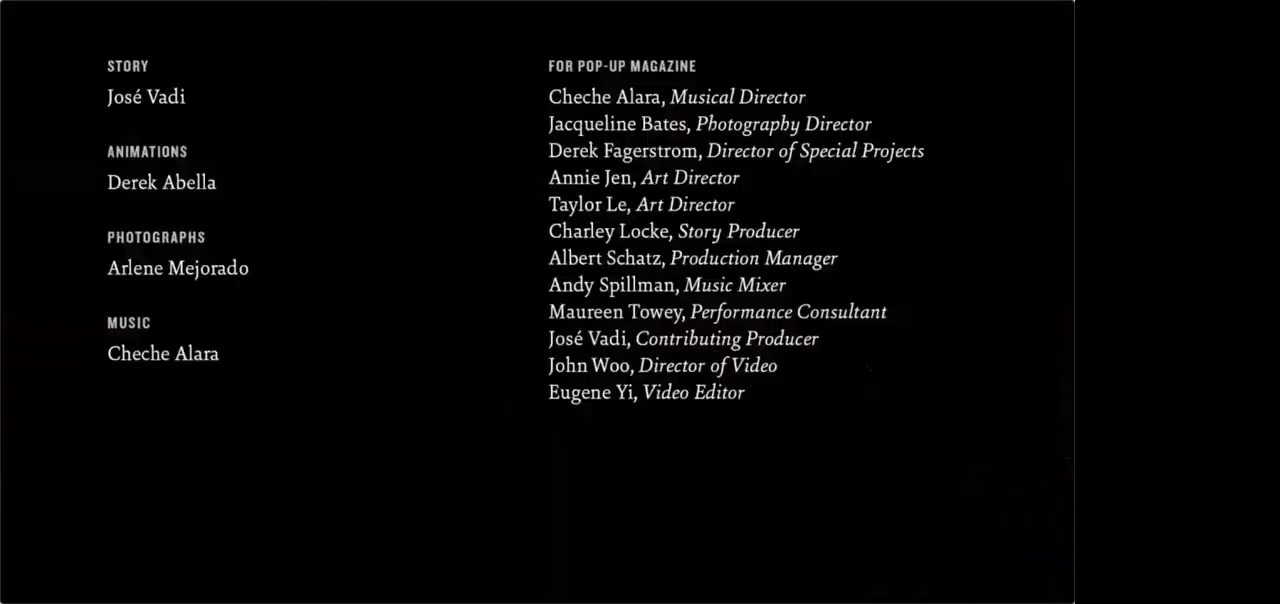 STORY
José Vadi
ANIMATIONS
Derek Abella
PHOTOGRAPHS
Arlene Mejorado
MUSIC
Cheche Alara
FOR POP-UP MAGAZINE
Cheche Alara, Musical Director
Jacqueline Bates, Photography Director
Derek Fagerstrom, Director of Special Projects
Annie Jen, Art Director
Taylor Le, Art Director
Charley Locke, Story Producer
Albert Schatz, Production Manager
Andy Spillman, Music Mixer
Maureen Towey, Performance Consultant
José Vadi, Contributing Producer
John Woo, Director of Video
Eugene Yi, Video Editor